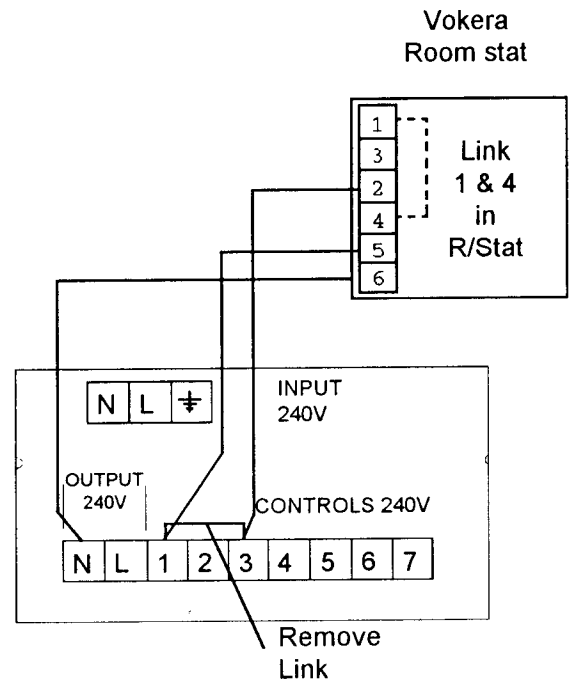 Vokera
Room stat
1
3
2
4
5
6
Link
1 & 4
in
R/Stat
N L
INPUT
240V
OUTPUT
240V
CONTROLS 240V
N L 1 2 3 4 5 6 7
Remove
Link